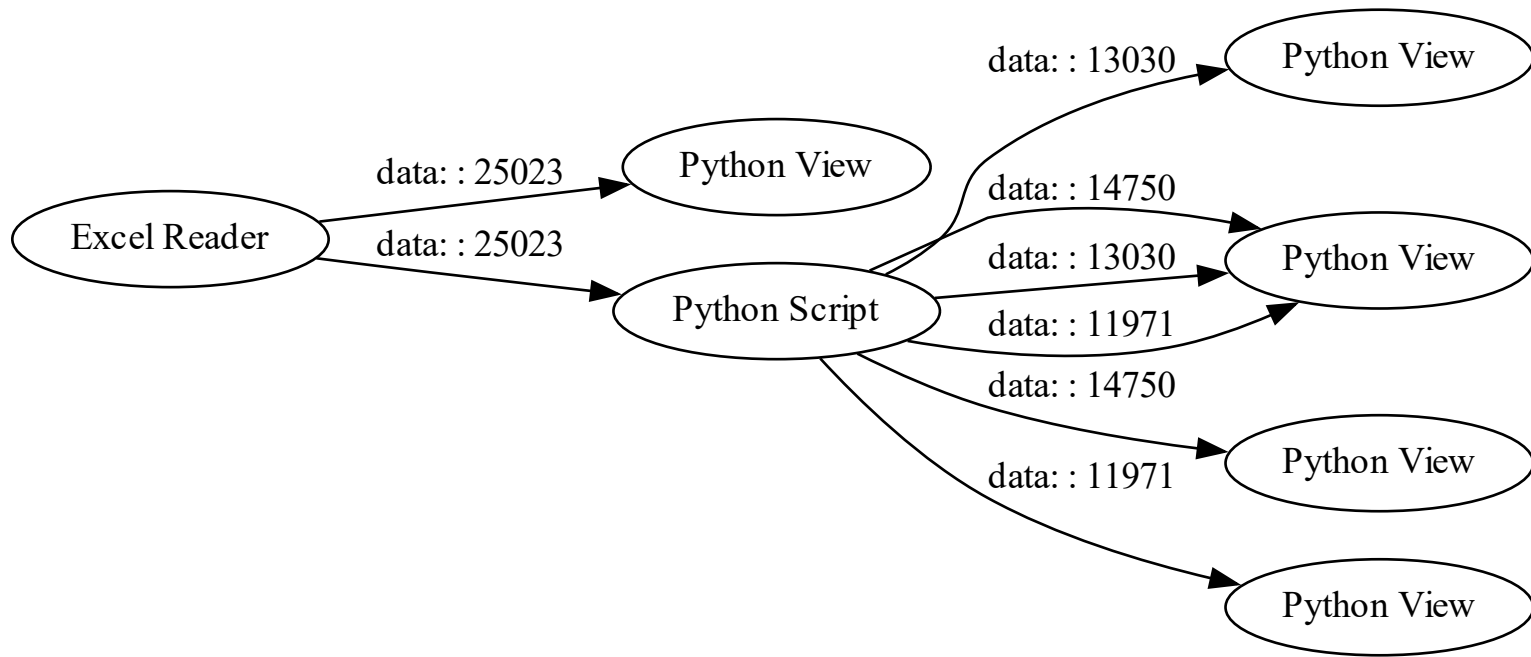 data: : 13030
Python View
data: : 25023
Python View
data: : 14750
Excel Reader
data: : 25023
data: : 13030
Python View
Python Script
data: : 11971
data: : 14750
Python View
data: : 11971
Python View